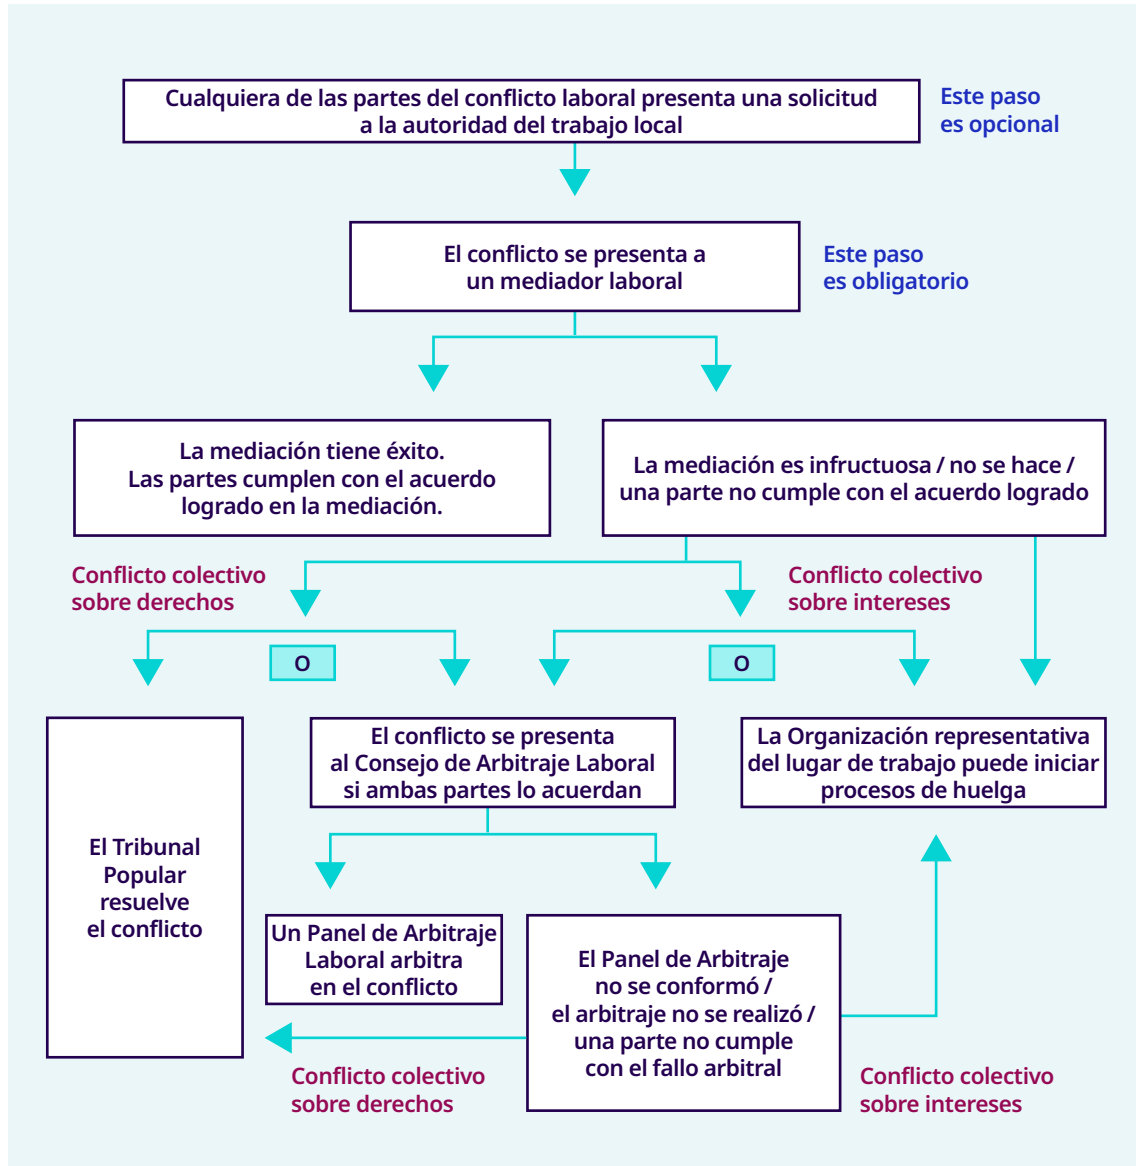 Cualquiera de las partes del conflicto laboral presenta una solicitud
a la autoridad del trabajo local
Este paso
es opcional
El conflicto se presenta a
un mediador laboral
Este paso
es obligatorio
La mediación tiene éxito.
Las partes cumplen con el acuerdo
logrado en la mediación.
La mediación es infructuosa / no se hace /
una parte no cumple con el acuerdo logrado
Conflicto colectivo
sobre derechos
Conflicto colectivo
sobre intereses
O
O
El Tribunal
Popular
resuelve
el conflicto
El conflicto se presenta
al Consejo de Arbitraje Laboral
si ambas partes lo acuerdan
La Organización representativa
del lugar de trabajo puede iniciar
procesos de huelga
Un Panel de Arbitraje
Laboral arbitra
en el conflicto
El Panel de Arbitraje
no se conformó /
el arbitraje no se realizó /
una parte no cumple
con el fallo arbitral
Conflicto colectivo
sobre derechos
Conflicto colectivo
sobre intereses